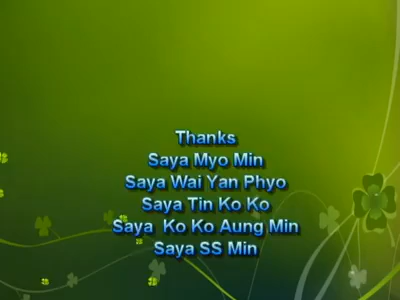 Thanks
Saya Myo Min
Saya Wai Yan Phyo
Saya Tin Ko Ko
Saya  Ko Ko Aung Min
Saya SS Min